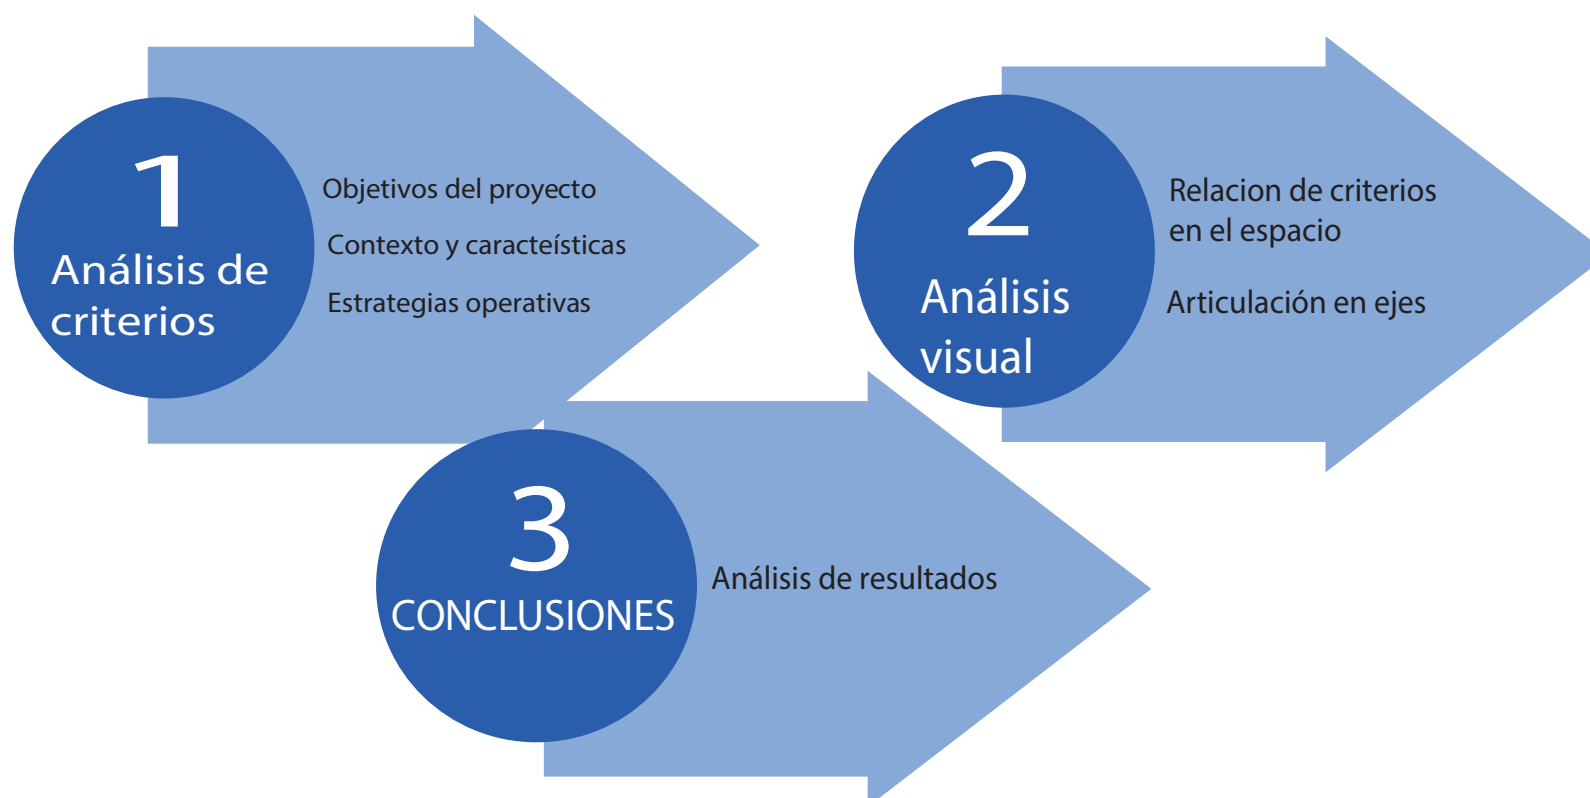 1
Análisis de
criterios
Objetivos del proyecto
Contexto y caracteísticas
Estrategias operativas
2
Análisis
visual
Relacion de criterios
en el espacio
Articulación en ejes
3
CONCLUSIONES
Análisis de resultados